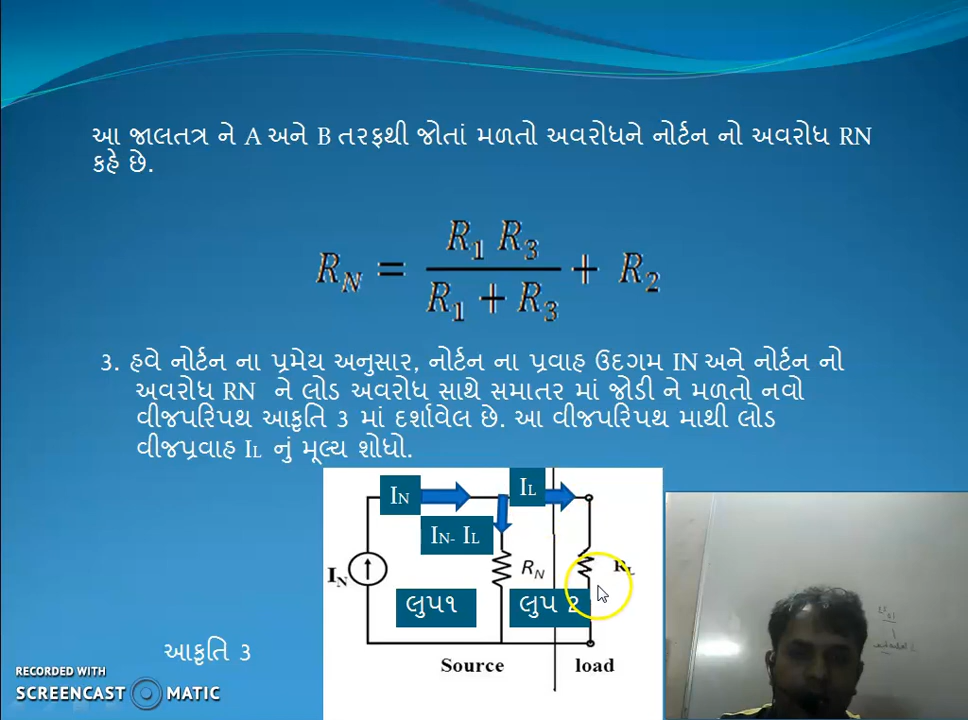 આ જાલતત્ર ને A અને B તરફથી જોતાં મળતો અવરોધને નોર્ટન નો અવરોધ RN
કહે છે.
R_N = R_1 R_3 / (R_1 + R_3) + R_2
3. હવે નોર્ટન ના પ્રમેય અનુસાર, નોર્ટન ના પ્રવાહ ઉદગમ IN અને નોર્ટન નો
અવરોધ RN ને લોડ અવરોધ સાથે સમાતર માં જોડી ને મળતો નવો
વીજપરિપથ આકૃતિ 3 માં દર્શાવેલ છે. આ વીજપરિપથ માથી લોડ
વીજપ્રવાહ IL નું મૂલ્ય શોધો.
IN
IL
IN- IL
IN
RN
RL
લુપ૧
લુપ 2
Source
load
આકૃતિ 3
RECORDED WITH
SCREENCAST MATIC